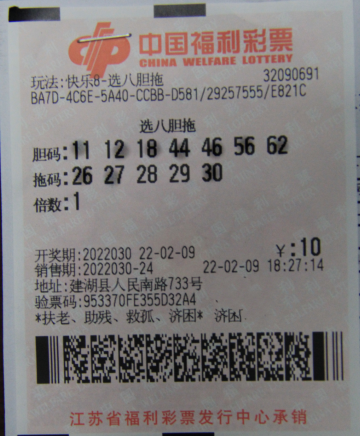 中国福利彩票
CHINA WELFARE LOTTERY
玩法:快乐8-选八胆拖 32090691
BA7D-4C6E-5A40-CCBB-D581/29257555/E821C
选八胆拖
胆码:11 12 18 44 46 56 62
拖码:26 27 28 29 30
倍数:1
开奖期:2022030 22-02-09 ¥:10
销售期:2022030-24 22-02-09 18:27:14
地址:建湖县人民南路733号
验票码:953370FE355D32A4
*扶老、助残、救孤、济困* 济困
江苏省福利彩票发行中心承销